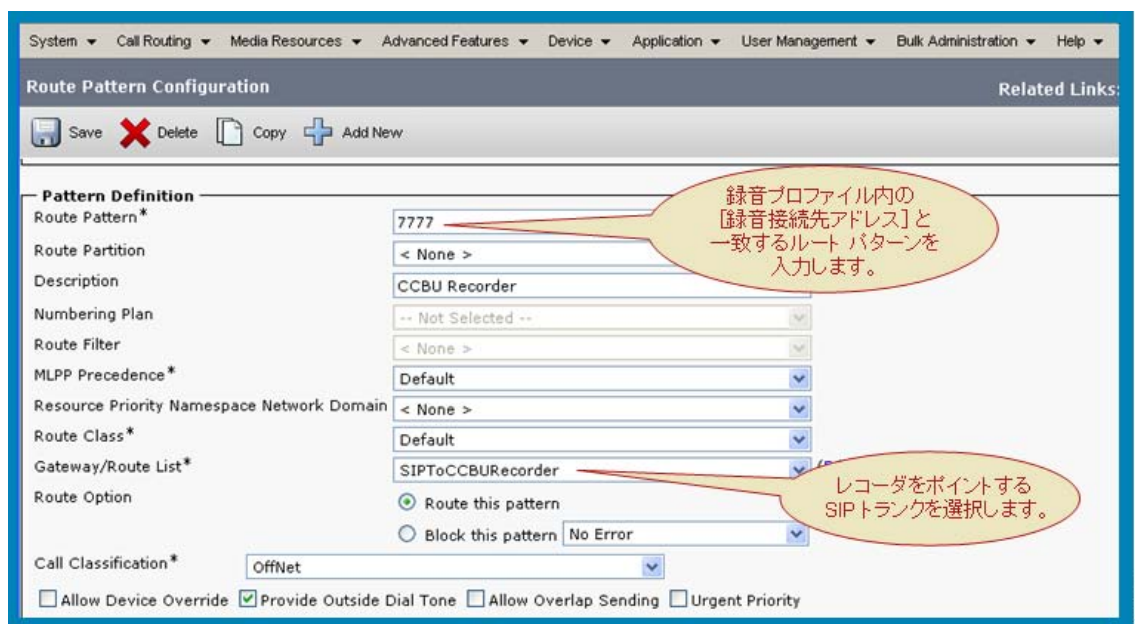 System Call Routing Media Resources Advanced Features Device Application User Management Bulk Administration Help
Route Pattern Configuration Related Links:
Save Delete Copy Add New
Pattern Definition
Route Pattern* 7777
録音プロファイル内の
[録音接続先アドレス] と
一致するルート パターンを
入力します。
Route Partition < None >
Description CCBU Recorder
Numbering Plan -- Not Selected --
Route Filter < None >
MLPP Precedence* Default
Resource Priority Namespace Network Domain < None >
Route Class* Default
Gateway/Route List* SIPToCCBURecorder
レコーダをポイントする
SIPトランクを選択します。
Route Option Route this pattern
Block this pattern No Error
Call Classification* OffNet
Allow Device Override Provide Outside Dial Tone Allow Overlap Sending Urgent Priority